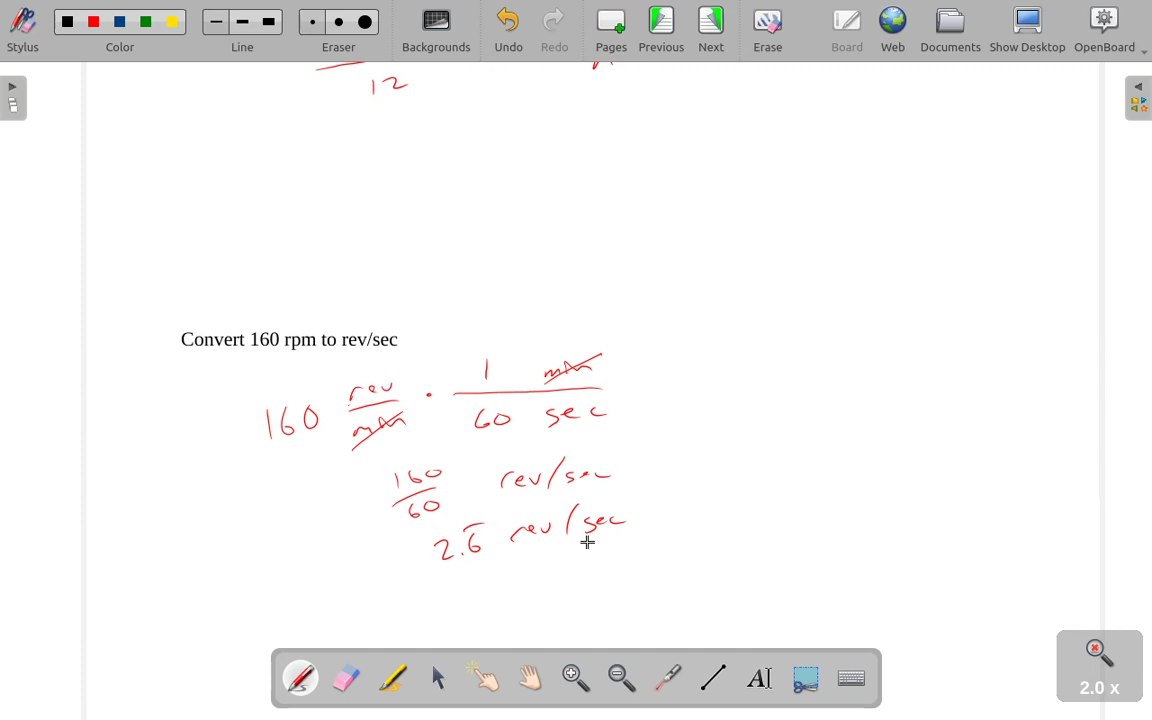 Stylus Color Line Eraser Backgrounds Undo Redo Pages Previous Next Erase Board Web Documents Show Desktop OpenBoard
12
Convert 160 rpm to rev/sec
160 rev/min · 1 min / 60 sec
160/60 rev/sec
2.6̅ rev/sec
2.0 x